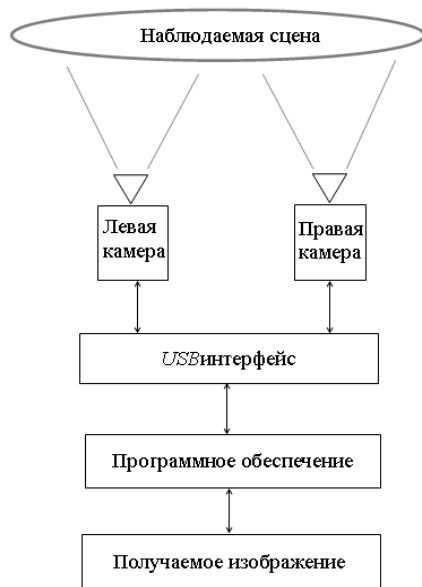 Наблюдаемая сцена
Левая
камера
Правая
камера
USBинтерфейс
Программное обеспечение
Получаемое изображение